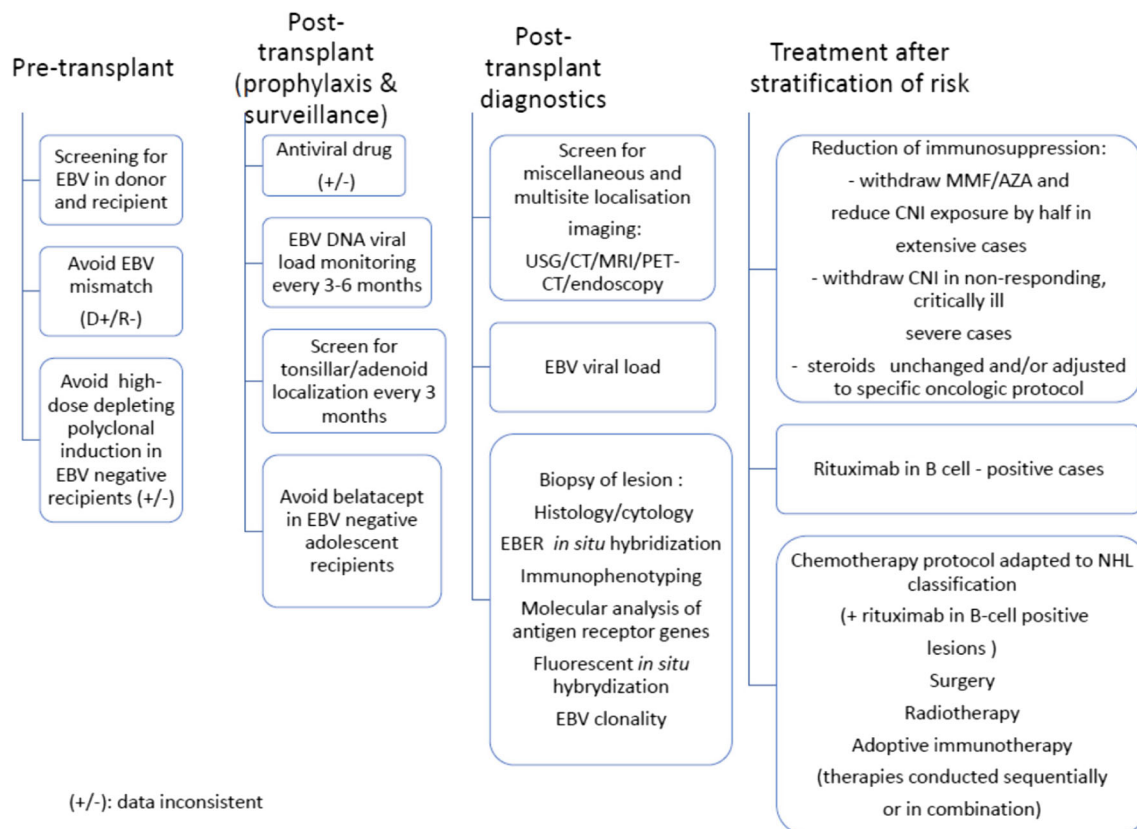 Pre-transplant
Screening for
EBV in donor
and recipient
Avoid EBV
mismatch
(D+/R-)
Avoid high-
dose depleting
polyclonal
induction in
EBV negative
recipients (+/-)
Post-
transplant
(prophylaxis &
surveillance)
Antiviral drug
(+/-)
EBV DNA viral
load monitoring
every 3-6 months
Screen for
tonsillar/adenoid
localization every 3
months
Avoid belatacept
in EBV negative
adolescent
recipients
Post-
transplant
diagnostics
Screen for
miscellaneous and
multisite localisation
imaging:
USG/CT/MRI/PET-
CT/endoscopy
EBV viral load
Biopsy of lesion :
Histology/cytology
EBER in situ hybridization
Immunophenotyping
Molecular analysis of
antigen receptor genes
Fluorescent in situ
hybrydization
EBV clonality
Treatment after
stratification of risk
Reduction of immunosuppression:
- withdraw MMF/AZA and
reduce CNI exposure by half in
extensive cases
- withdraw CNI in non-responding,
critically ill
severe cases
- steroids unchanged and/or adjusted
to specific oncologic protocol
Rituximab in B cell - positive cases
Chemotherapy protocol adapted to NHL
classification
(+ rituximab in B-cell positive
lesions )
Surgery
Radiotherapy
Adoptive immunotherapy
(therapies conducted sequentially
or in combination)
(+/-): data inconsistent